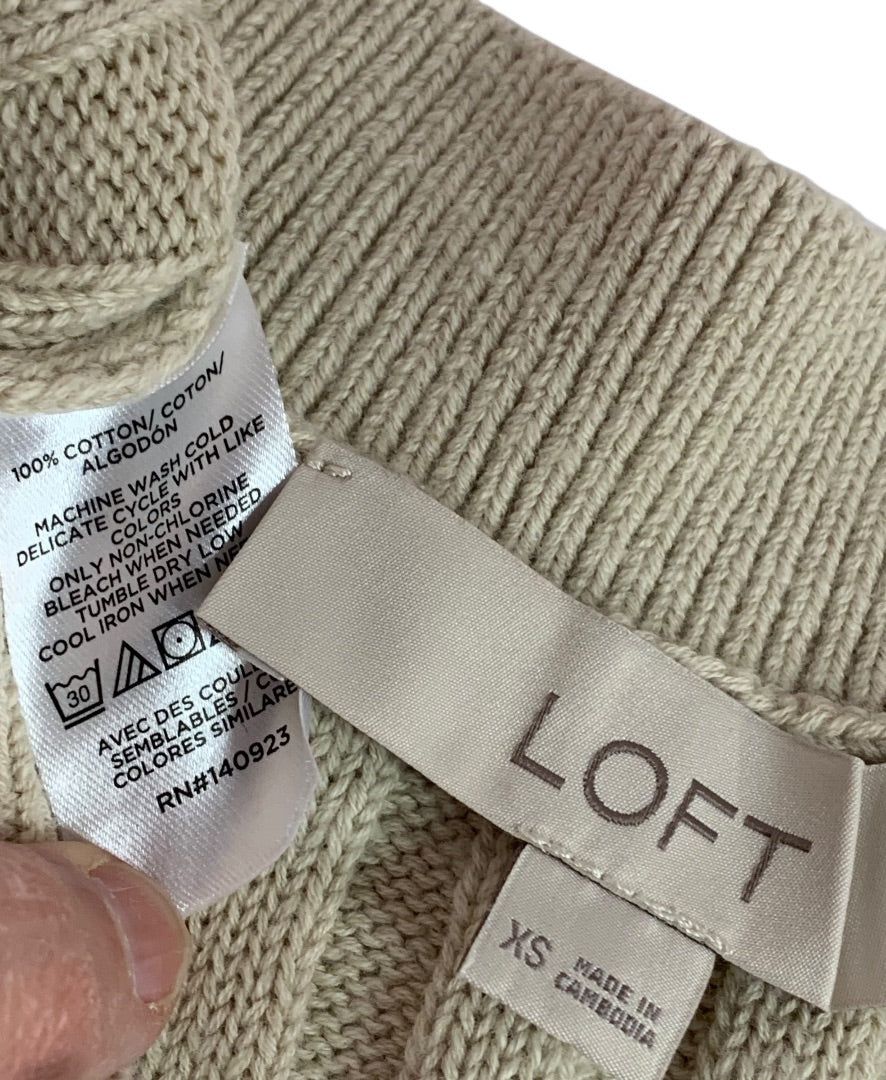 100% COTTON/ COTON/
ALGODÓN
MACHINE WASH COLD
DELICATE CYCLE WITH LIKE
COLORS
ONLY NON-CHLORINE
BLEACH WHEN NEEDED
TUMBLE DRY LOW
COOL IRON WHEN
30
AVEC DES
SEMBLABLES /
COLORES SIMILARES
RN#140923
LOFT
XS
MADE IN
CAMBODIA